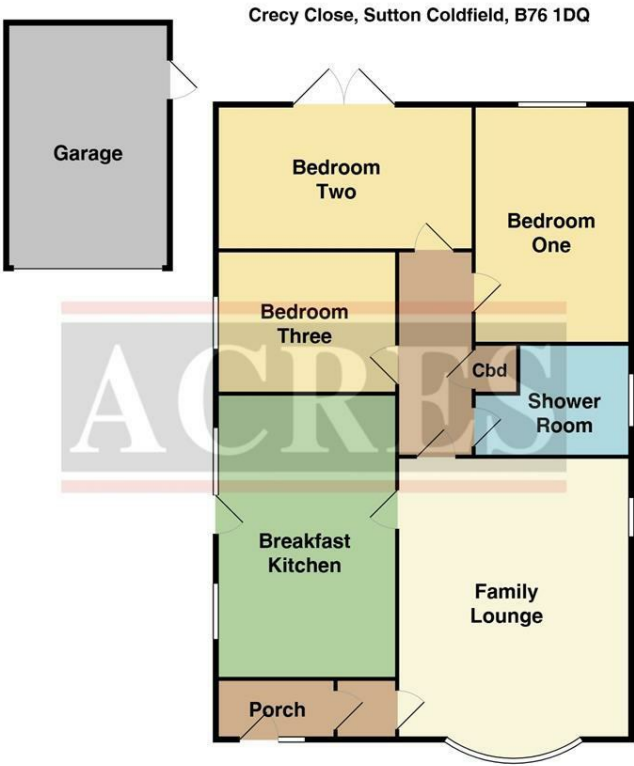 Crecy Close, Sutton Coldfield, B76 1DQ
Garage
Bedroom
Two
Bedroom
One
Bedroom
Three
Cbd
Shower
Room
ACRES
Breakfast
Kitchen
Family
Lounge
Porch